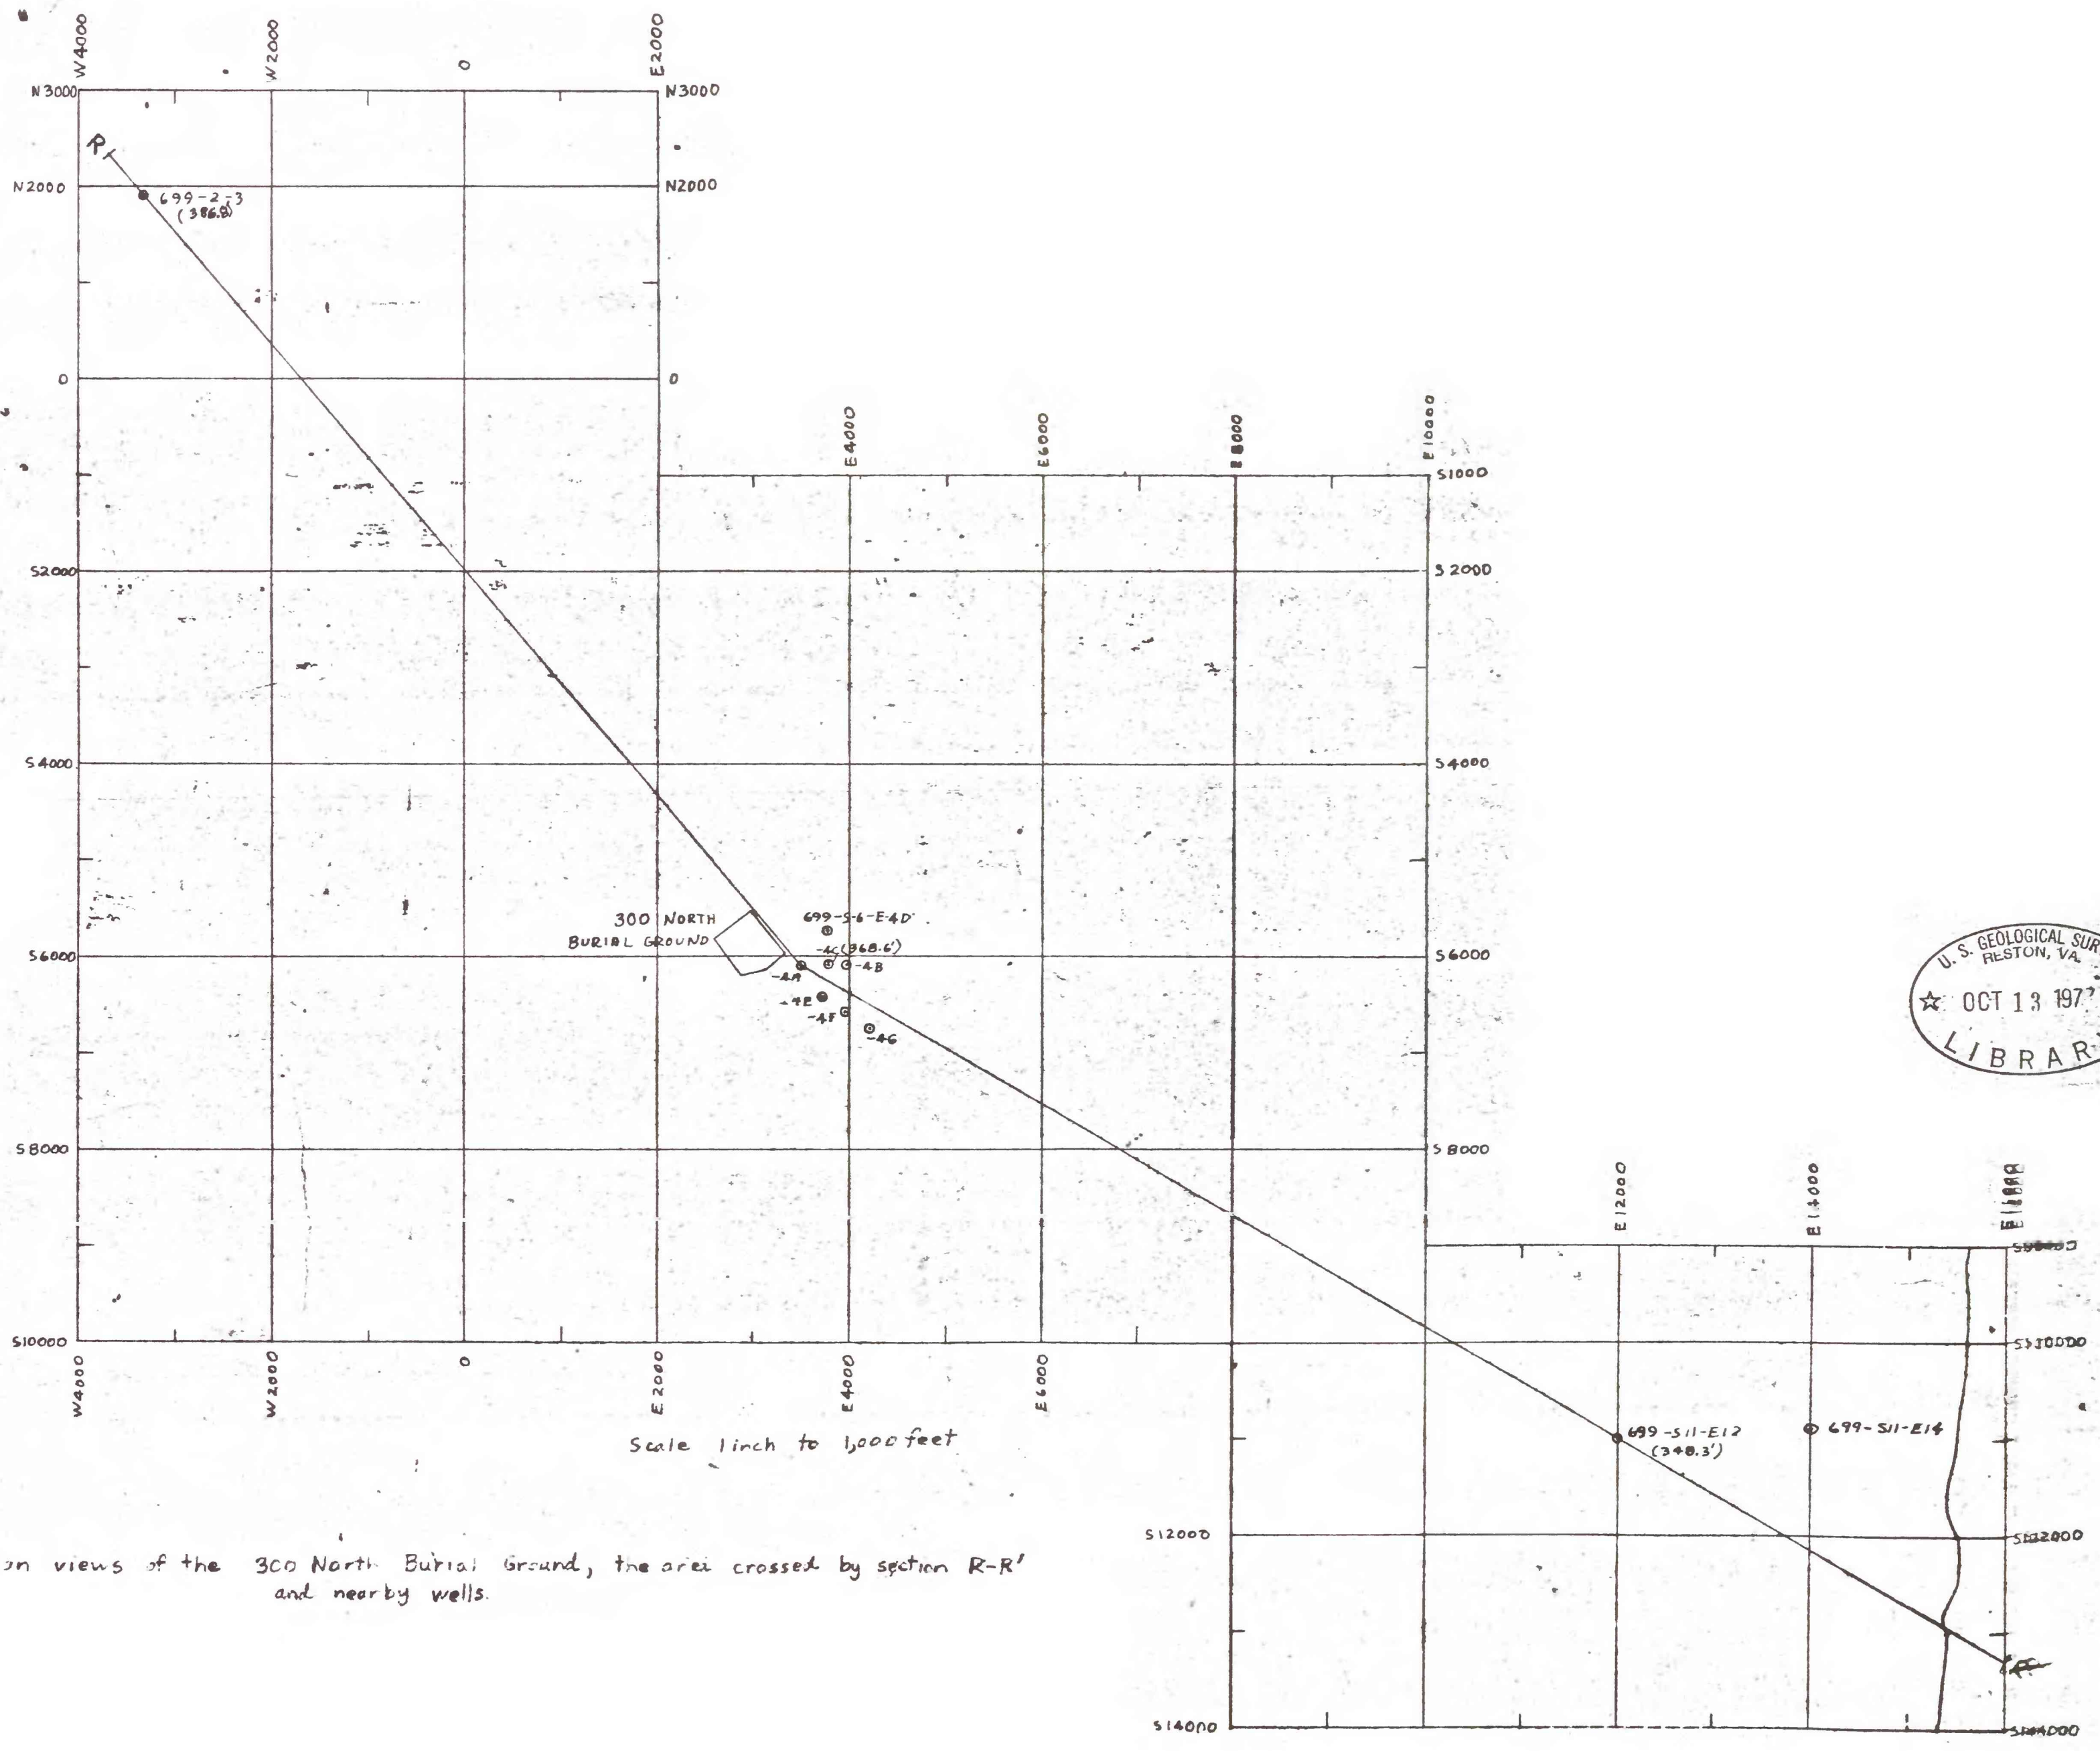 W4000
W2000
0
E2000
N3000
N3000
R
N2000
N2000
699-2-3
0
0
E4000
E6000
E8000
E10000
S1000
S2000
S2000
S4000
S4000
300 NORTH
BURIAL GROUND
699-S-6-E-4D
-4C(368.6')
S6000
S6000
-4A
-4B
-4E
-4F
-4G
U. S. GEOLOGICAL SUR
RESTON, VA.
☆ OCT 13 197
LIBRAR
S8000
S8000
E12000
E14000
S10000
W4000
W2000
0
E2000
E4000
E6000
Scale 1 inch to 1,000 feet
699-S11-E12
(348.3')
699-S11-E14
S12000
on views of the 300 North Burial Ground, the area crossed by section R-R'
and nearby wells.
S14000